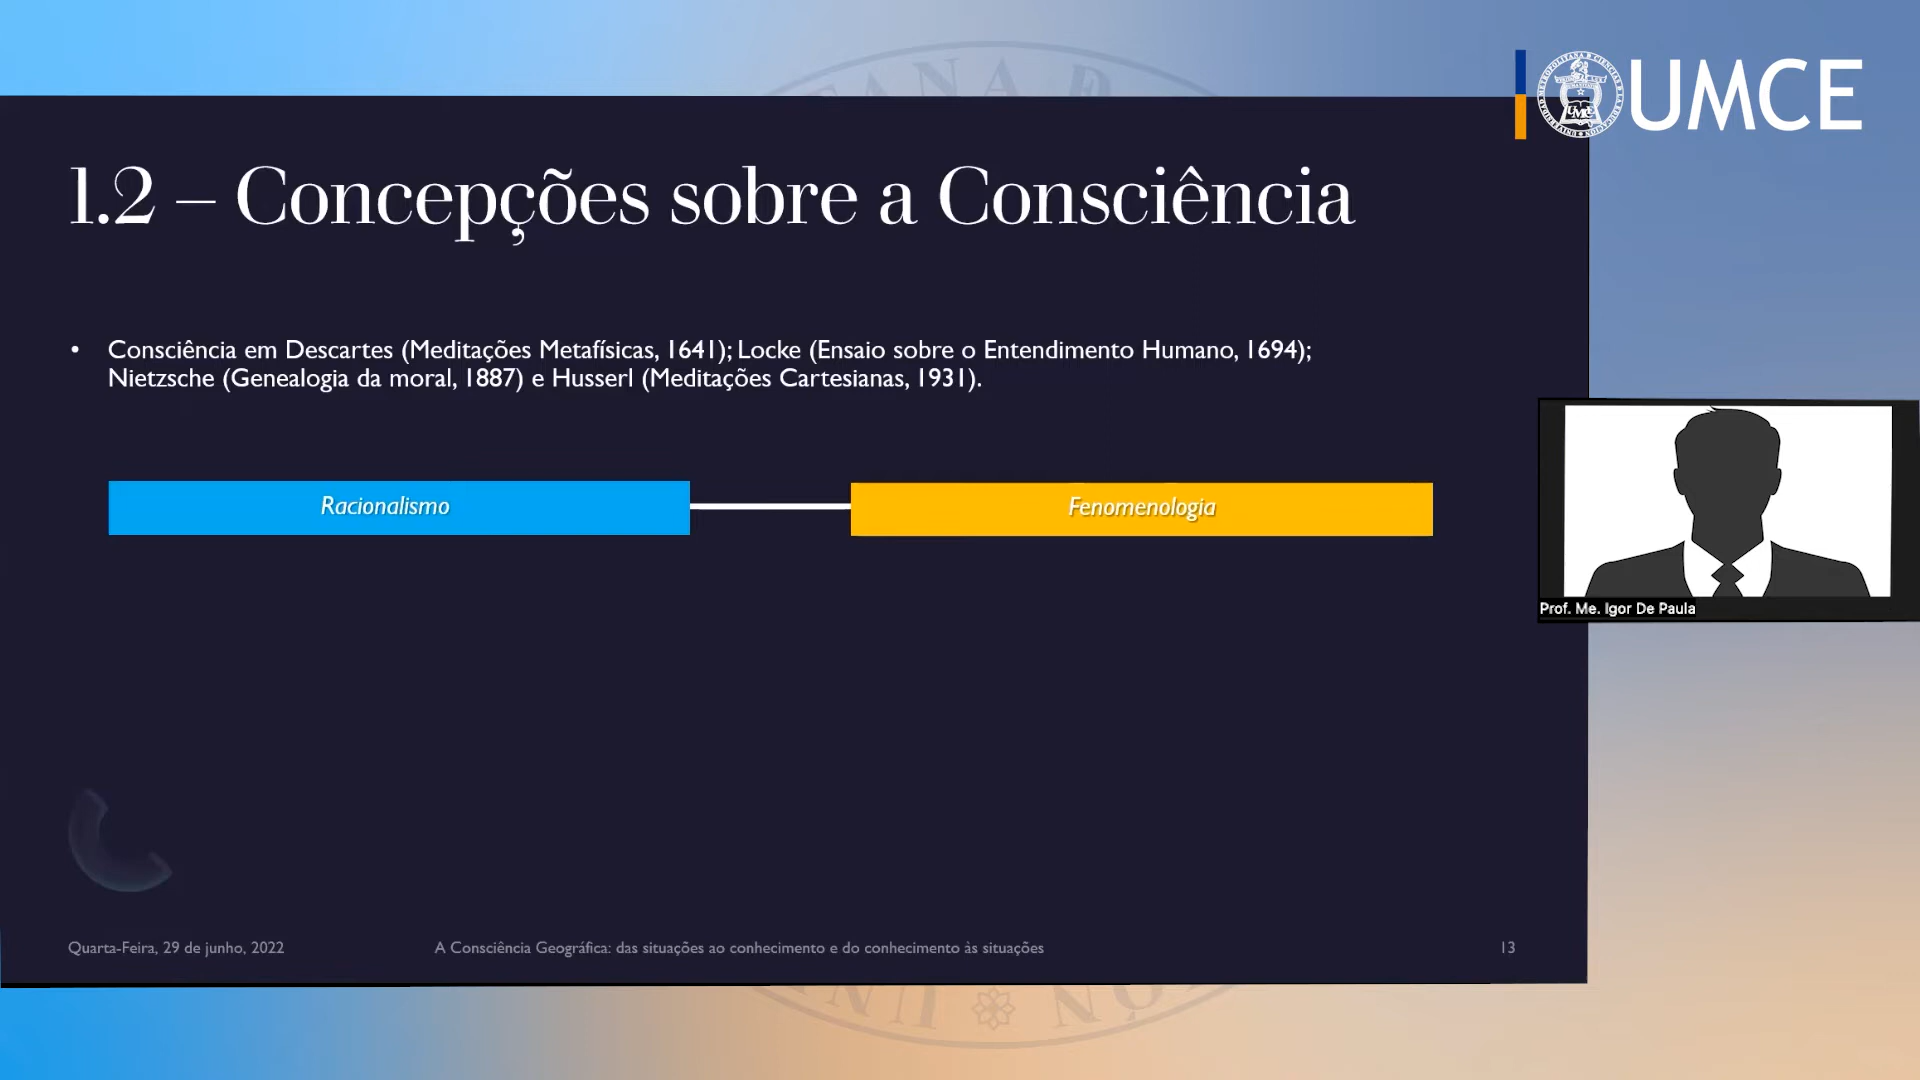 UMCE
1.2 – Concepções sobre a Consciência
• Consciência em Descartes (Meditações Metafísicas, 1641); Locke (Ensaio sobre o Entendimento Humano, 1694);
Nietzsche (Genealogia da moral, 1887) e Husserl (Meditações Cartesianas, 1931).
Racionalismo
Fenomenologia
Prof. Me. Igor De Paula
Quarta-Feira, 29 de junho, 2022
A Consciência Geográfica: das situações ao conhecimento e do conhecimento às situações
13